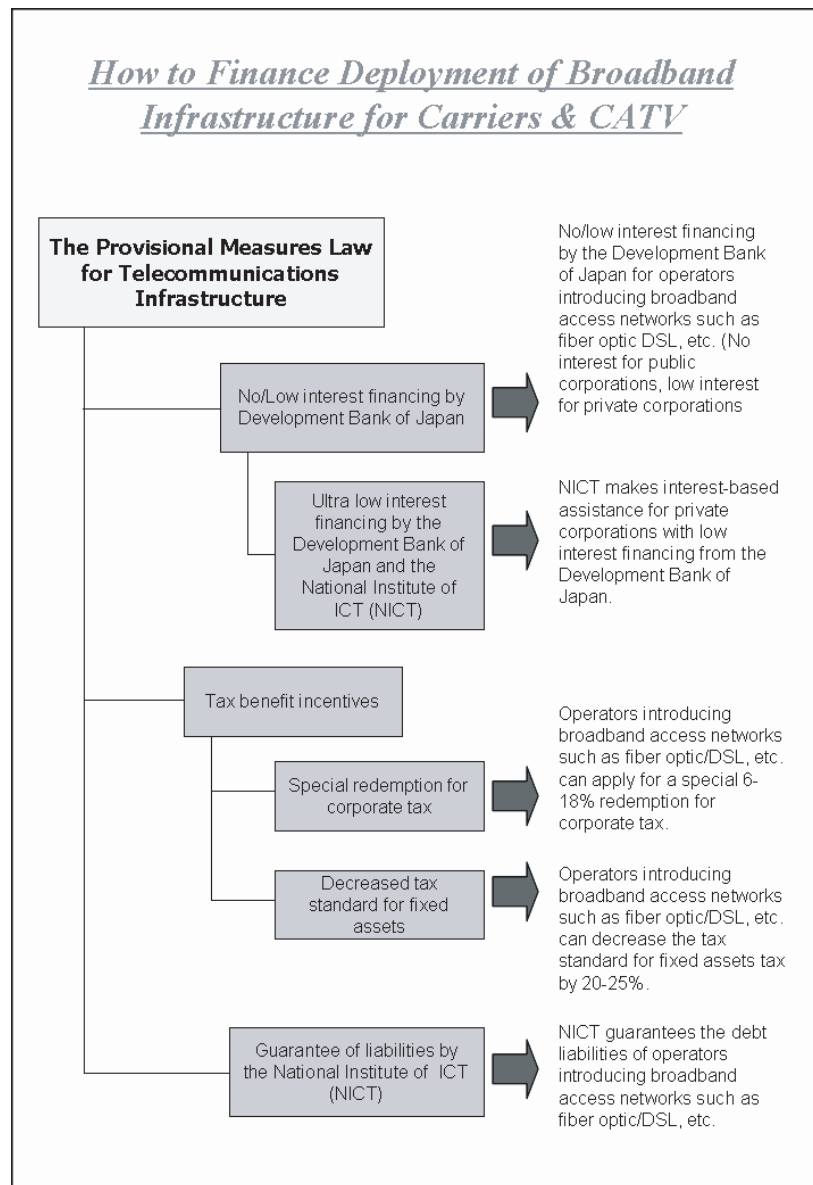 How to Finance Deployment of Broadband
Infrastructure for Carriers & CATV
The Provisional Measures Law
for Telecommunications
Infrastructure
No/low interest financing
by the Development Bank
of Japan for operators
introducing broadband
access networks such as
fiber optic DSL, etc. (No
interest for public
corporations, low interest
for private corporations
No/Low interest financing by
Development Bank of Japan
Ultra low interest
financing by the
Development Bank of
Japan and the
National Institute of
ICT (NICT)
NICT makes interest-based
assistance for private
corporations with low
interest financing from the
Development Bank of
Japan.
Tax benefit incentives
Special redemption for
corporate tax
Operators introducing
broadband access networks
such as fiber optic/DSL, etc.
can apply for a special 6-
18% redemption for
corporate tax.
Decreased tax
standard for fixed
assets
Operators introducing
broadband access networks
such as fiber optic/DSL, etc.
can decrease the tax
standard for fixed assets tax
by 20-25%.
Guarantee of liabilities by
the National Institute of ICT
(NICT)
NICT guarantees the debt
liabilities of operators
introducing broadband
access networks such as
fiber optic/DSL, etc.